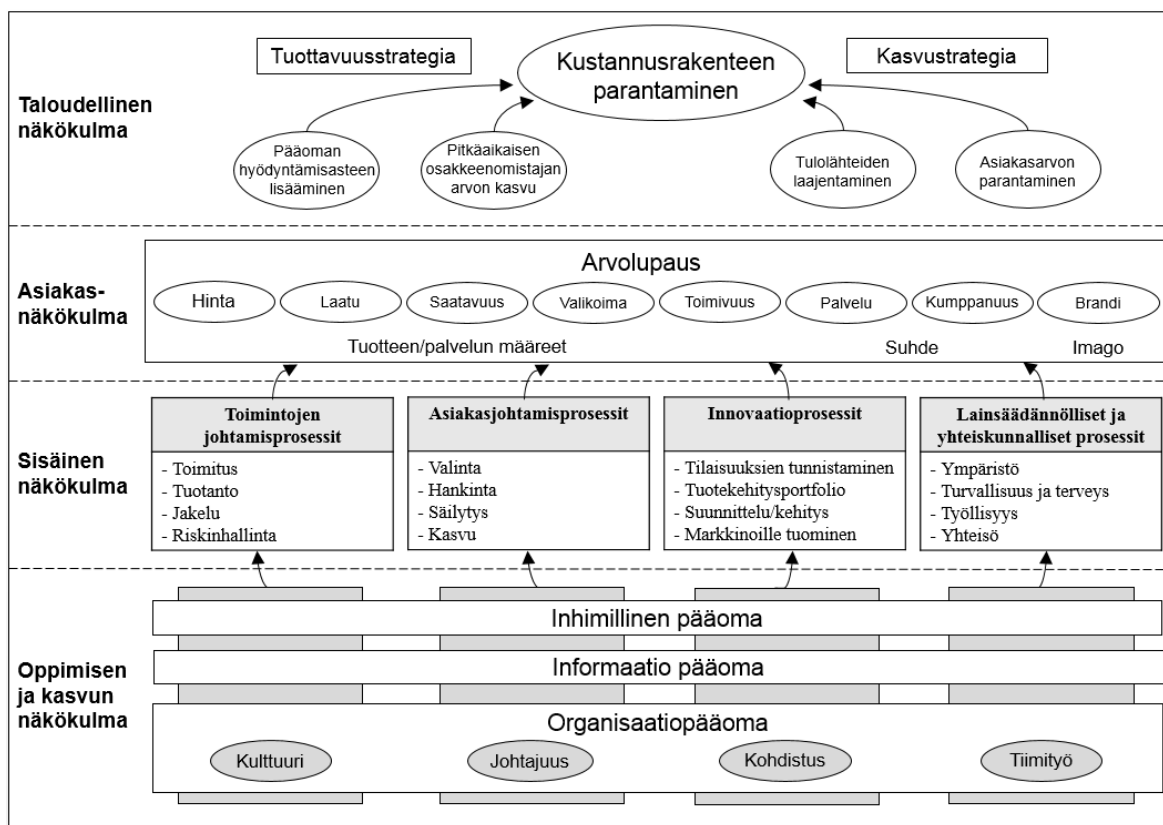 Tuottavuusstrategia
Kustannusrakenteen
parantaminen
Kasvustrategia
Taloudellinen
näkökulma
Pääoman
hyödyntämisasteen
lisääminen
Pitkäaikaisen
osakkeenomistajan
arvon kasvu
Tulolähteiden
laajentaminen
Asiakasarvon
parantaminen
Asiakas-
näkökulma
Arvolupaus
Hinta
Laatu
Saatavuus
Valikoima
Toimivuus
Palvelu
Kumppanuus
Brandi
Tuotteen/palvelun määreet
Suhde
Imago
Sisäinen
näkökulma
Toimintojen
johtamisprosessit
- Toimitus
- Tuotanto
- Jakelu
- Riskinhallinta
Asiakasjohtamisprosessit
- Valinta
- Hankinta
- Säilytys
- Kasvu
Innovaatioprosessit
- Tilaisuuksien tunnistaminen
- Tuotekehitysportfolio
- Suunnittelu/kehitys
- Markkinoille tuominen
Lainsäädännölliset ja
yhteiskunnalliset prosessit
- Ympäristö
- Turvallisuus ja terveys
- Työllisyys
- Yhteisö
Oppimisen
ja kasvun
näkökulma
Inhimillinen pääoma
Informaatio pääoma
Organisaatiopääoma
Kulttuuri
Johtajuus
Kohdistus
Tiimityö